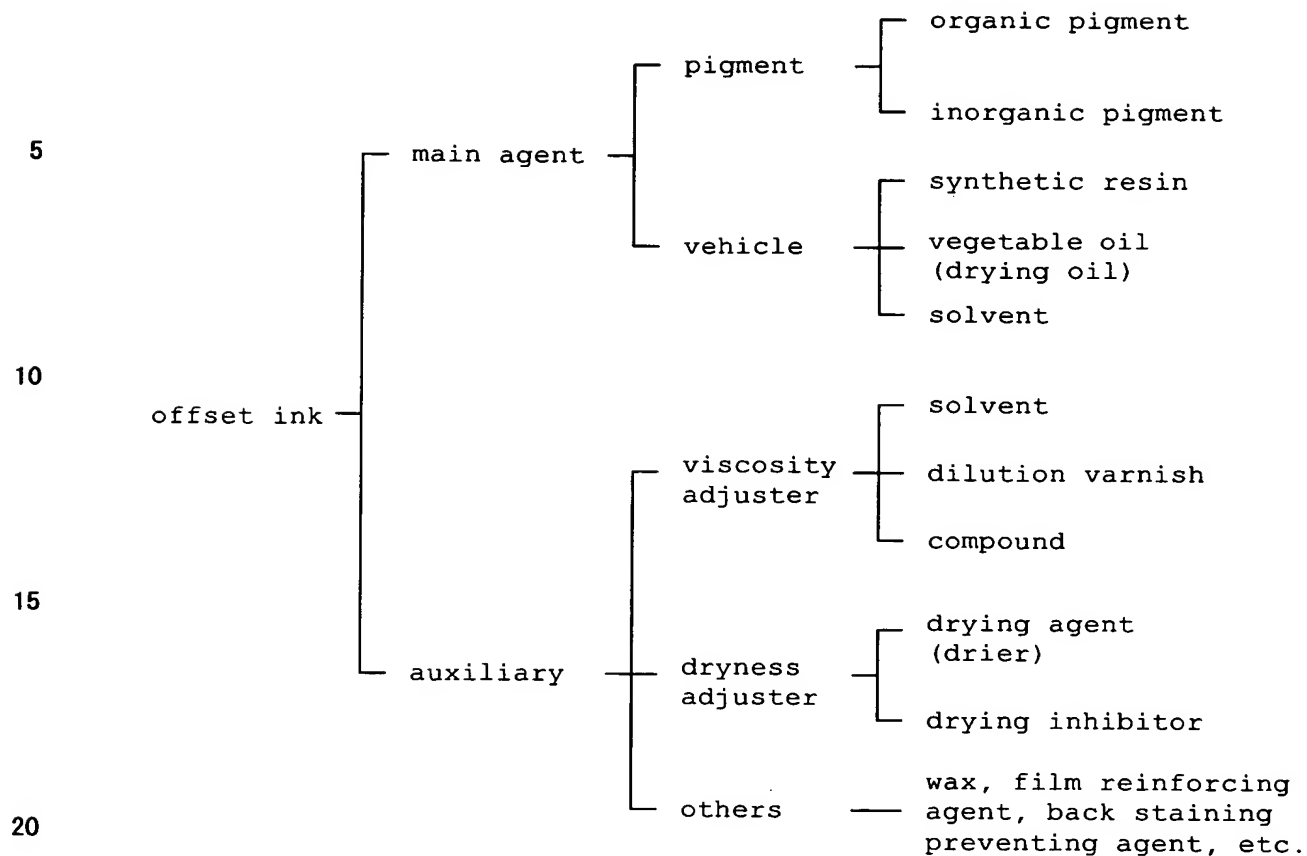 organic pigment
pigment
inorganic pigment
5
main agent
synthetic resin
vehicle
vegetable oil
(drying oil)
solvent
10
offset ink
solvent
viscosity
adjuster
dilution varnish
compound
15
drying agent
(drier)
auxiliary
dryness
adjuster
drying inhibitor
others
wax, film reinforcing
agent, back staining
preventing agent, etc.
20